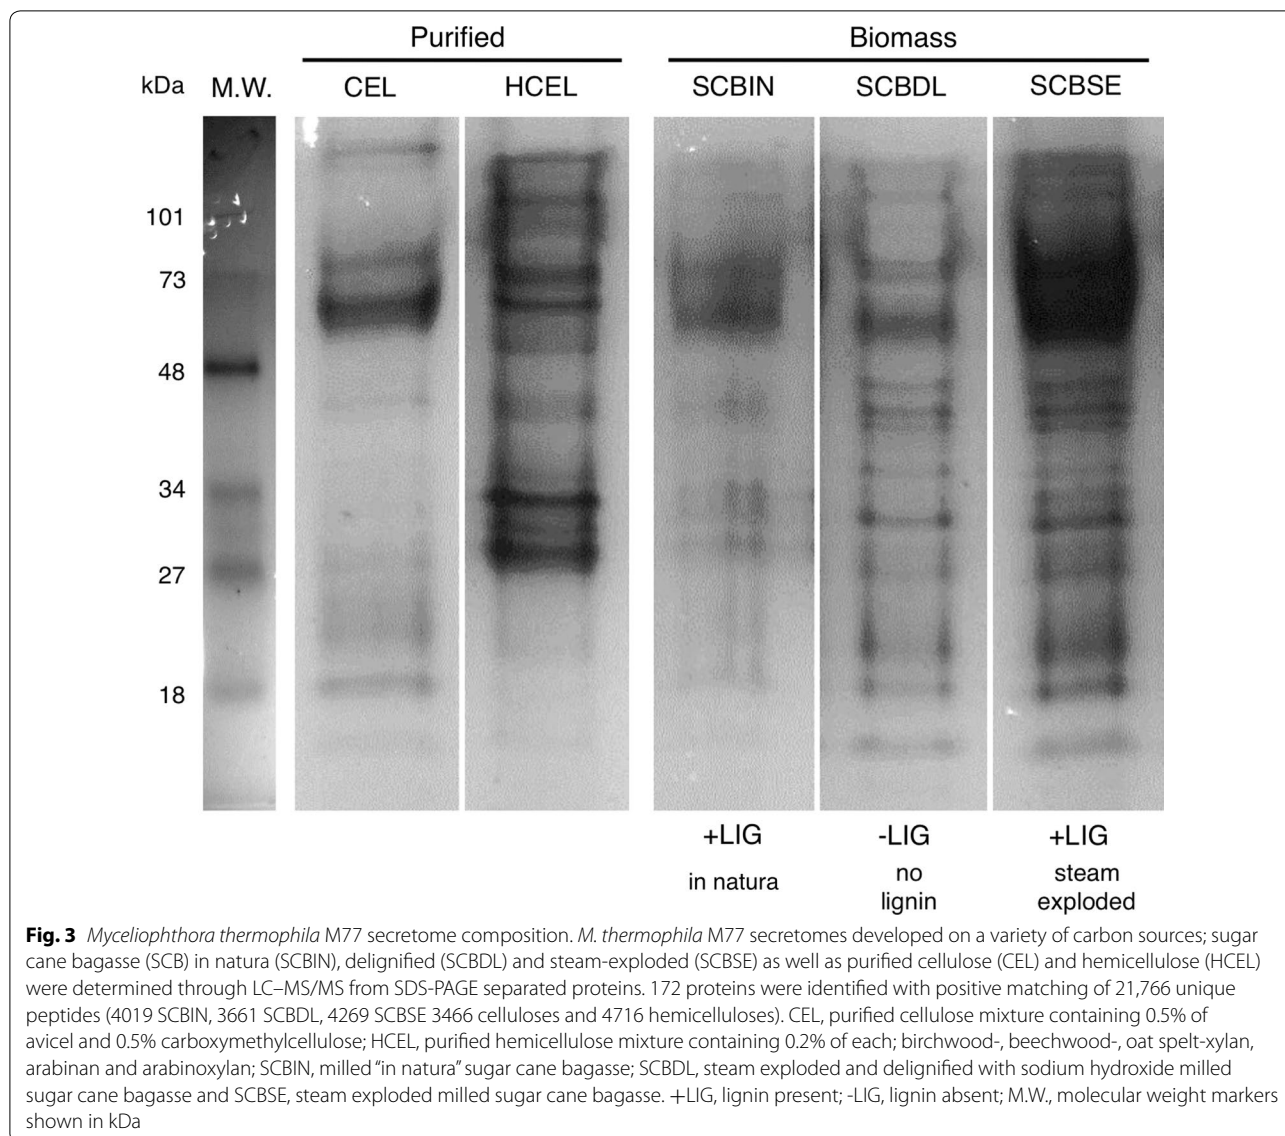 Purified Biomass
kDa M.W. CEL HCEL SCBIN SCBDL SCBSE
101
73
48
34
27
18
+LIG -LIG +LIG
in natura no lignin steam exploded
Fig. 3 Myceliophthora thermophila M77 secretome composition. M. thermophila M77 secretomes developed on a variety of carbon sources; sugar
cane bagasse (SCB) in natura (SCBIN), delignified (SCBDL) and steam-exploded (SCBSE) as well as purified cellulose (CEL) and hemicellulose (HCEL)
were determined through LC–MS/MS from SDS-PAGE separated proteins. 172 proteins were identified with positive matching of 21,766 unique
peptides (4019 SCBIN, 3661 SCBDL, 4269 SCBSE 3466 celluloses and 4716 hemicelluloses). CEL, purified cellulose mixture containing 0.5% of
avicel and 0.5% carboxymethylcellulose; HCEL, purified hemicellulose mixture containing 0.2% of each; birchwood-, beechwood-, oat spelt-xylan,
arabinan and arabinoxylan; SCBIN, milled "in natura" sugar cane bagasse; SCBDL, steam exploded and delignified with sodium hydroxide milled
sugar cane bagasse and SCBSE, steam exploded milled sugar cane bagasse. +LIG, lignin present; -LIG, lignin absent; M.W., molecular weight markers
shown in kDa